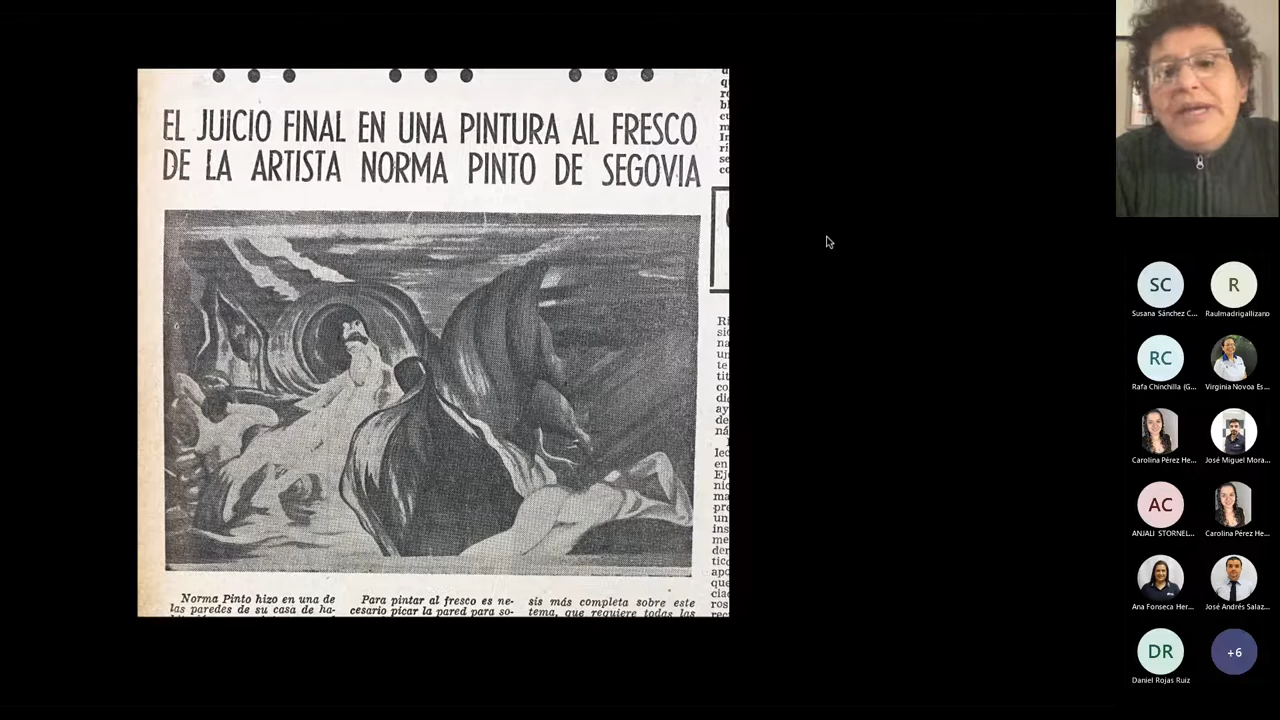 EL JUICIO FINAL EN UNA PINTURA AL FRESCO
DE LA ARTISTA NORMA PINTO DE SEGOVIA
Norma Pinto hizo en una de
las paredes de su casa de ha-
Para pintar al fresco es ne-
cesario picar la pared para so-
sis más completa sobre este
tema, que requiere todas las
SC
Susana Sánchez C...
R
Raulmadrigallizano
RC
Rafa Chinchilla (G...
Virginia Novoa Es...
Carolina Pérez He...
José Miguel Mora...
AC
ANJALI STORNEL...
Carolina Pérez He...
Ana Fonseca Her...
José Andrés Salaz...
DR
Daniel Rojas Ruiz
+6